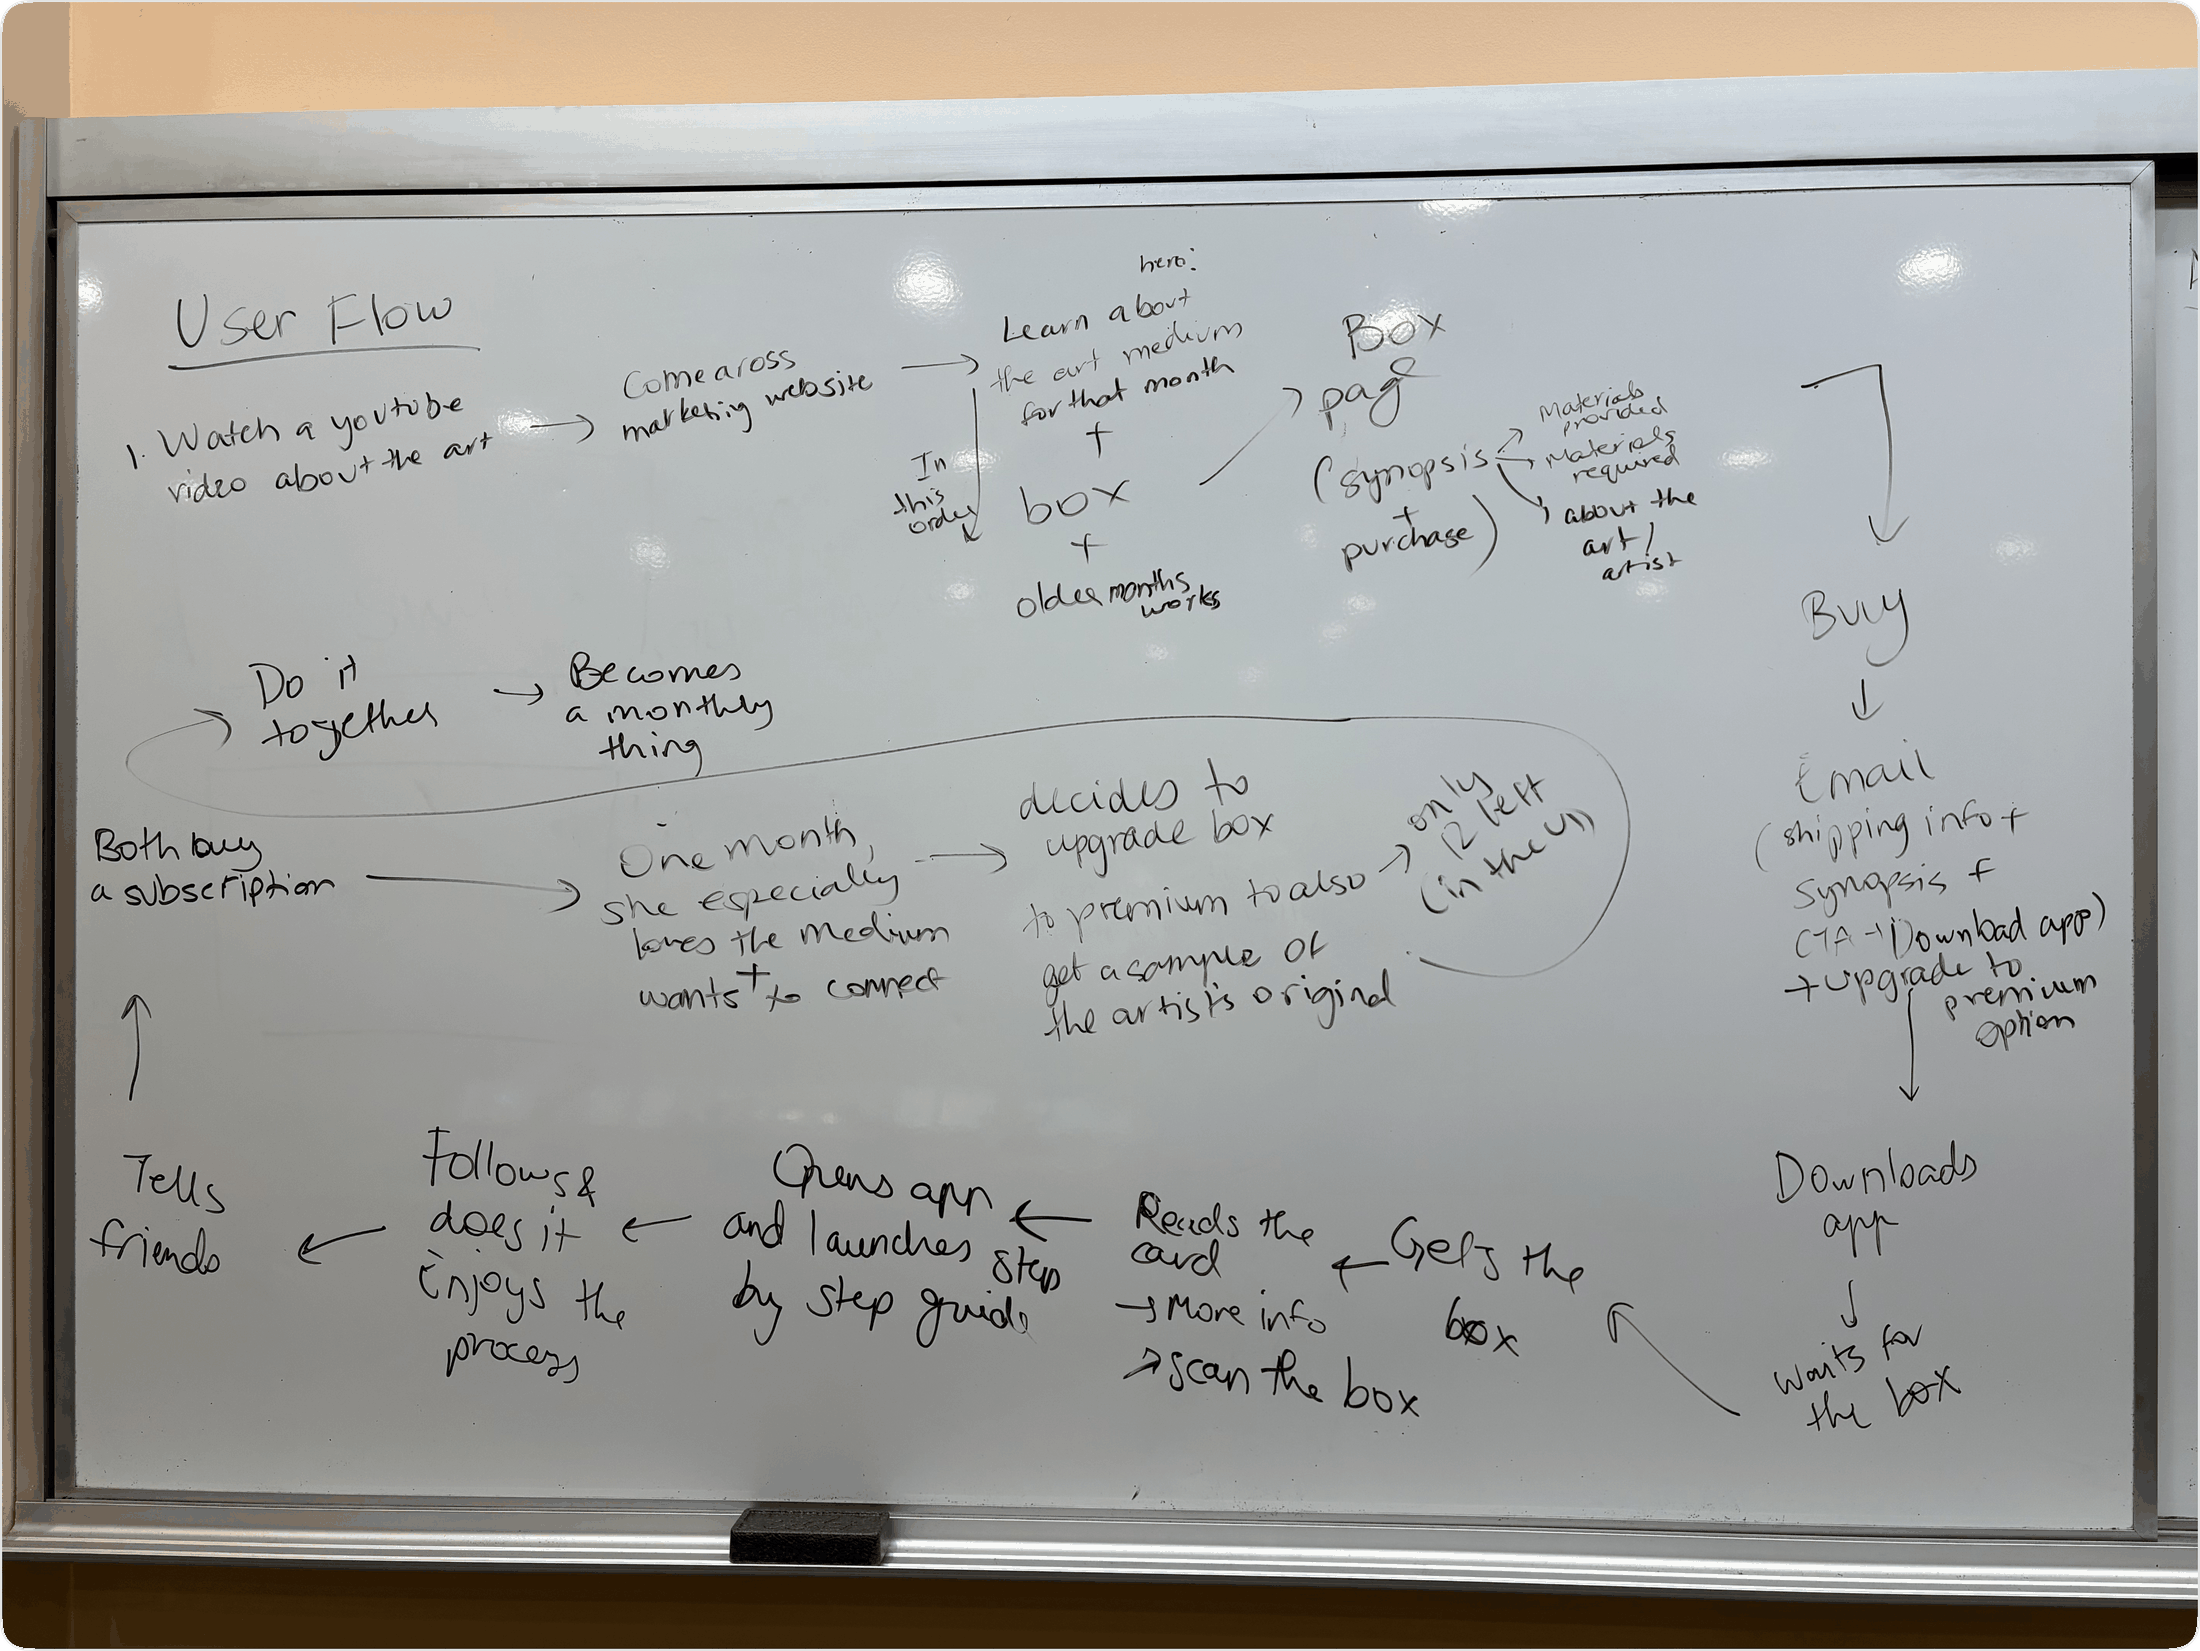 User Flow
1. Watch a youtube
video about the art
→
Come aross
marketing website
→
hero:
Learn about
the art medium
for that month
+
box
+
older months
works
In
this
order
Box
page
(synopsis
+
purchase)
Materials
provided
Materials
required
about the
art/
artist
Buy
↓
Email
(shipping info +
synopsis +
CTA → Download app)
+ upgrade to
premium
option
Downloads
app
↓
waits for
the box
Gets the
box
←
Reads the
card
→ More info
→ scan the box
←
Opens app
and launches step
by step guide
←
Follows &
does it
Enjoys the
process
←
Tells
friends
↑
Both buy
a subscription
→
One month,
she especially
loves the medium
+
wants to connect
→
decides to
upgrade box
to premium to also →
get a sample of
the artist's original
only
12 left
(in the US)
Do it
together
→
Becomes
a monthly
thing